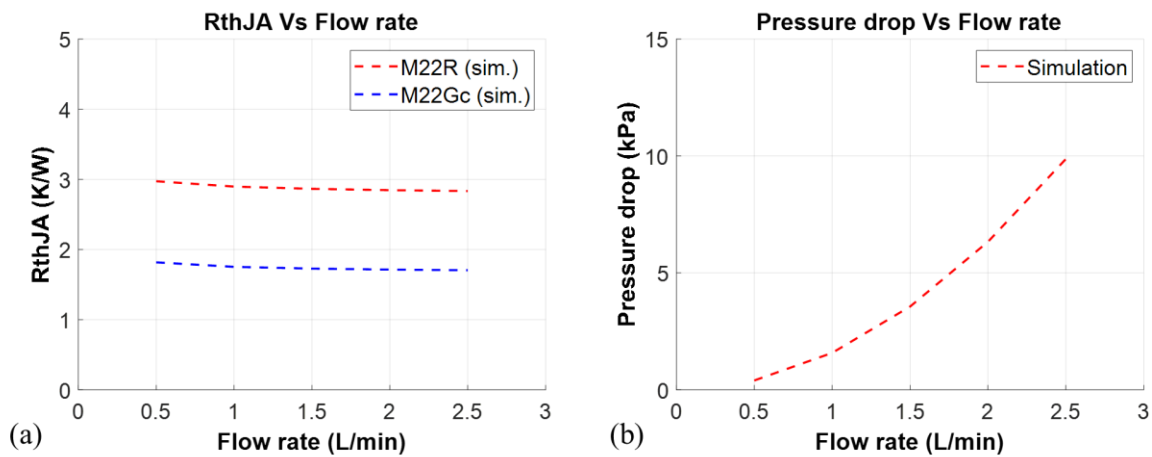 RthJA Vs Flow rate
5
4
3
2
1
0
RthJA (K/W)
M22R (sim.)
M22Gc (sim.)
0 0.5 1 1.5 2 2.5 3
Flow rate (L/min)
(a)
Pressure drop Vs Flow rate
15
10
5
0
Pressure drop (kPa)
Simulation
0 0.5 1 1.5 2 2.5 3
Flow rate (L/min)
(b)